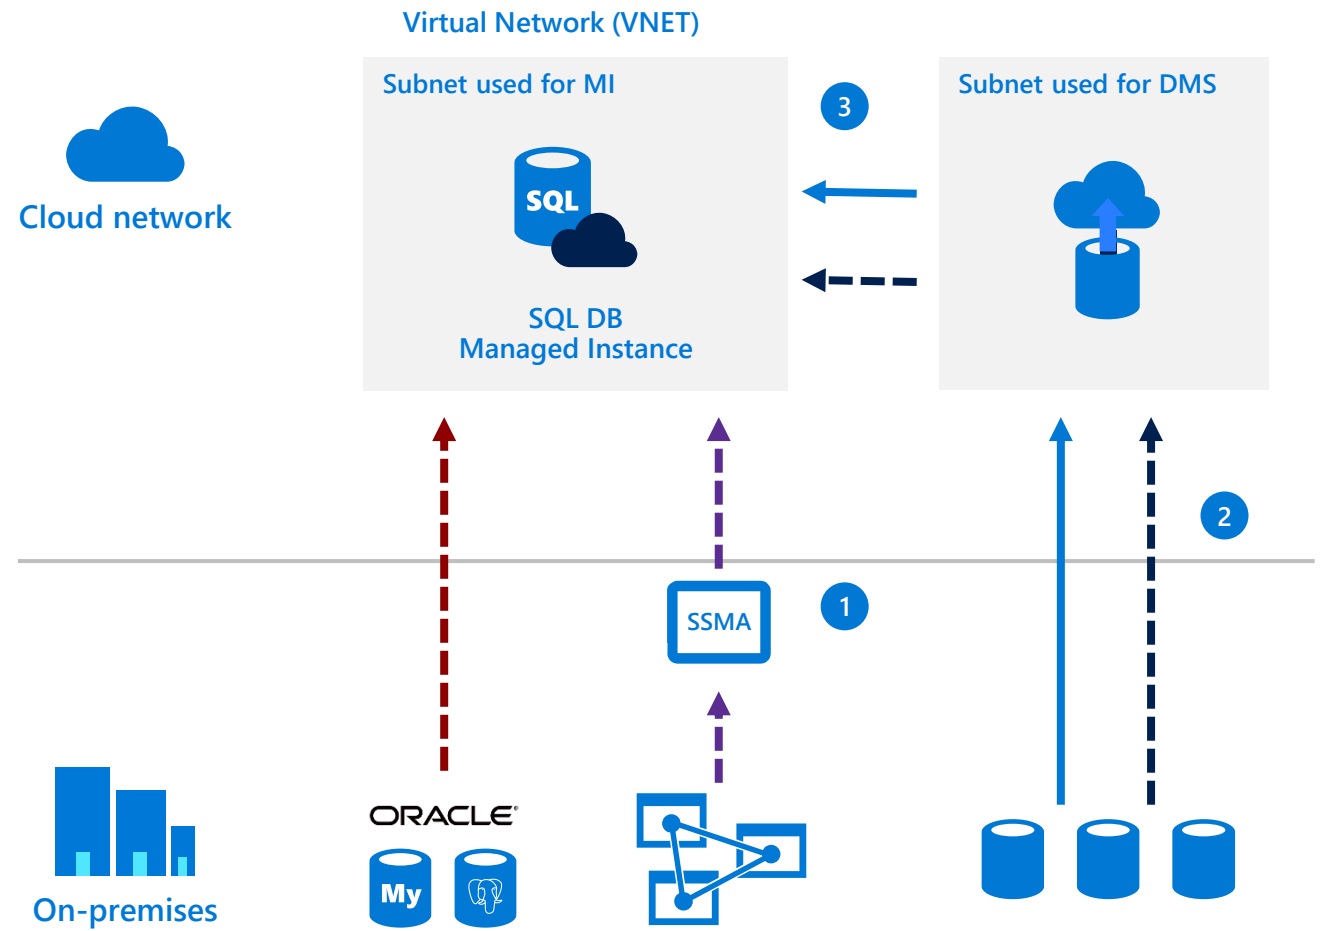 Virtual Network (VNET)
Subnet used for MI
3
Subnet used for DMS
SQL
Cloud network
SQL DB
Managed Instance
2
1
SSMA
ORACLE®
My
On-premises